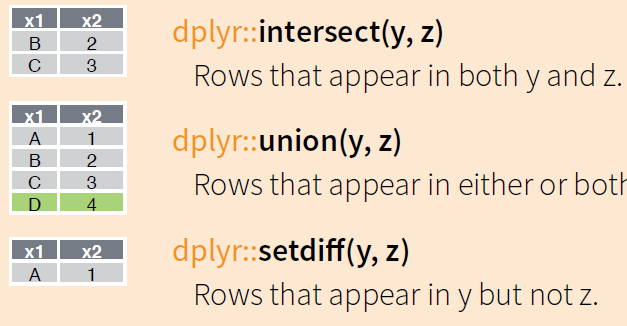 x1 x2
B 2
C 3
dplyr::intersect(y, z)
Rows that appear in both y and z.
x1 x2
A 1
B 2
C 3
D 4
dplyr::union(y, z)
Rows that appear in either or both
x1 x2
A 1
dplyr::setdiff(y, z)
Rows that appear in y but not z.